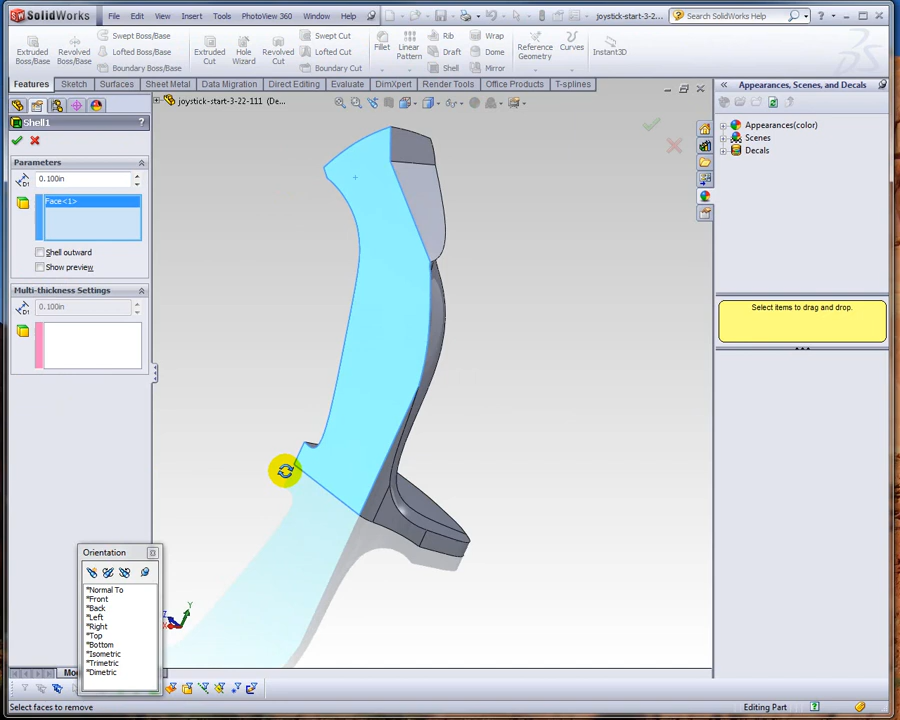 SolidWorks
File
Edit
View
Insert
Tools
PhotoView 360
Window
Help
joystick-start-3-2...
Search SolidWorks Help
Extruded Boss/Base
Revolved Boss/Base
Swept Boss/Base
Lofted Boss/Base
Boundary Boss/Base
Extruded Cut
Hole Wizard
Revolved Cut
Swept Cut
Lofted Cut
Boundary Cut
Fillet
Linear Pattern
Rib
Draft
Shell
Wrap
Dome
Mirror
Reference Geometry
Curves
Instant3D
Features
Sketch
Surfaces
Sheet Metal
Data Migration
Direct Editing
Evaluate
DimXpert
Render Tools
Office Products
T-splines
Appearances, Scenes, and Decals
joystick-start-3-22-111 (De...
Shell1
?
Parameters
0.100in
Face<1>
Shell outward
Show preview
Multi-thickness Settings
0.100in
Appearances(color)
Scenes
Decals
Select items to drag and drop.
Orientation
*Normal To
*Front
*Back
*Left
*Right
*Top
*Bottom
*Isometric
*Trimetric
*Dimetric
Y
Select faces to remove
Editing Part